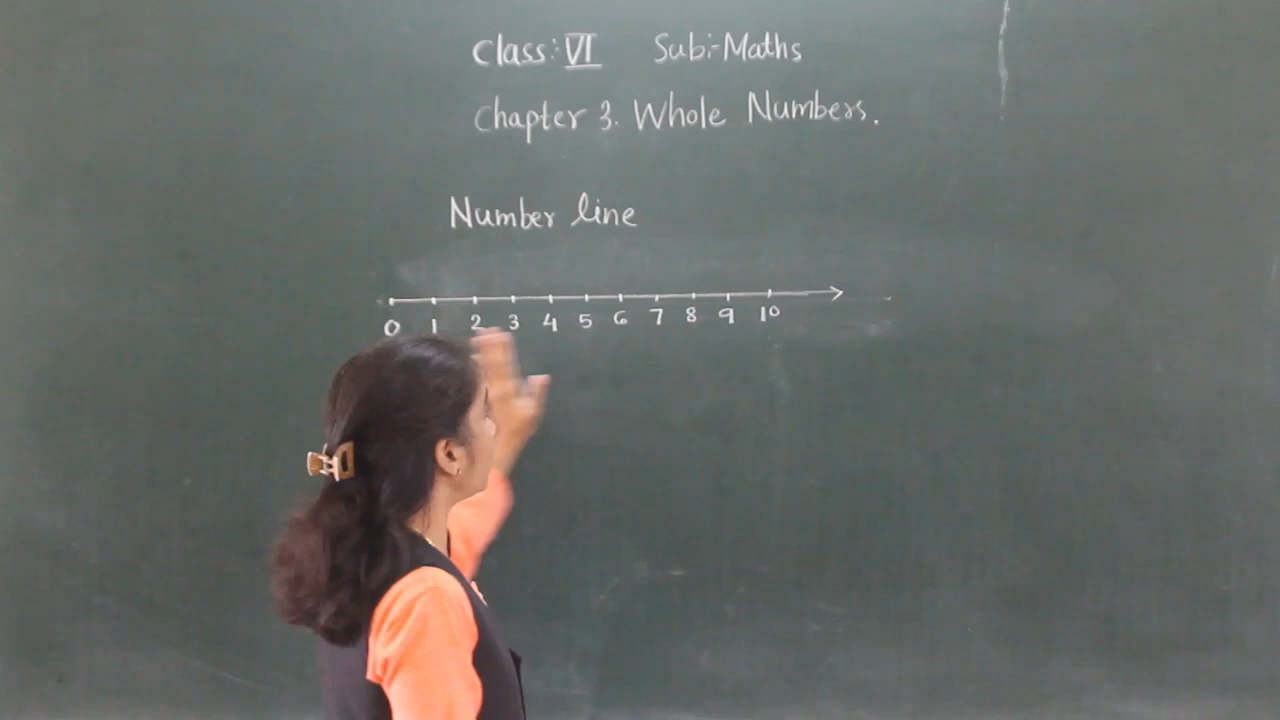 Class:- VI Sub:- Maths
Chapter 3. Whole Numbers.
Number line
0 1 2 3 4 5 6 7 8 9 10